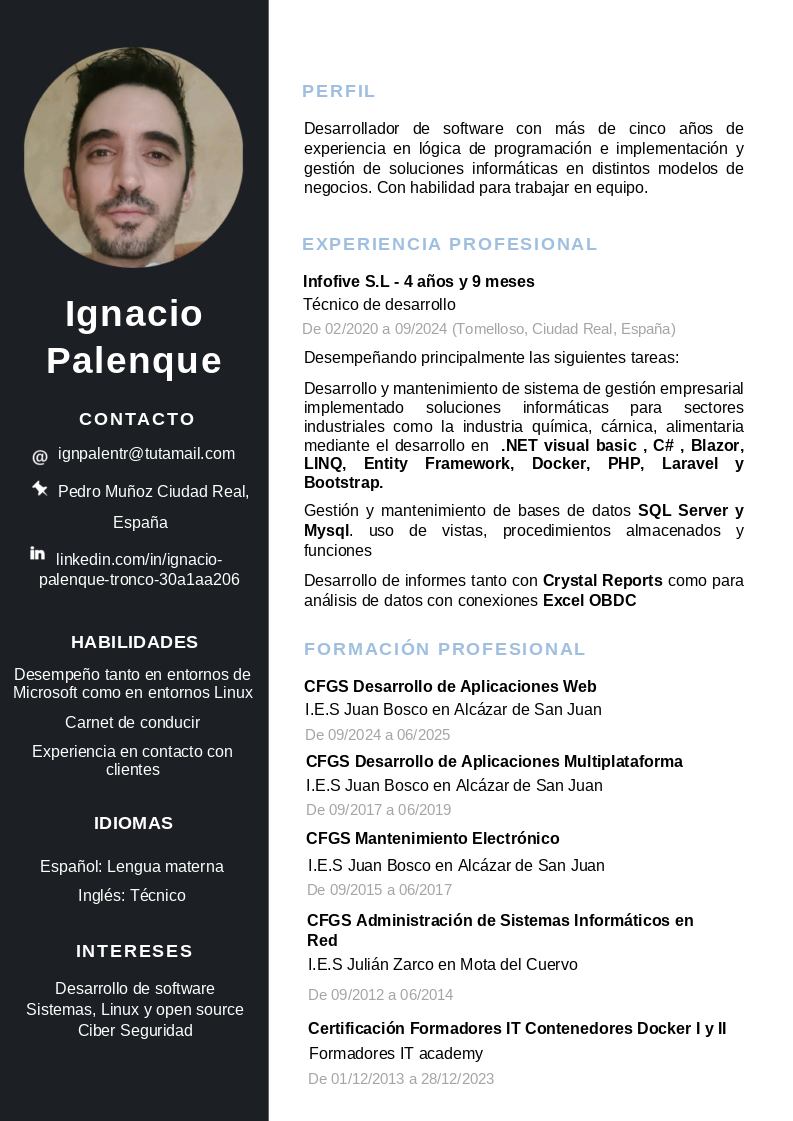 Ignacio
Palenque
CONTACTO
@ ignpalentr@tutamail.com
Pedro Muñoz Ciudad Real,
España
in linkedin.com/in/ignacio-
palenque-tronco-30a1aa206
HABILIDADES
Desempeño tanto en entornos de
Microsoft como en entornos Linux
Carnet de conducir
Experiencia en contacto con
clientes
IDIOMAS
Español: Lengua materna
Inglés: Técnico
INTERESES
Desarrollo de software
Sistemas, Linux y open source
Ciber Seguridad
PERFIL
Desarrollador de software con más de cinco años de
experiencia en lógica de programación e implementación y
gestión de soluciones informáticas en distintos modelos de
negocios. Con habilidad para trabajar en equipo.
EXPERIENCIA PROFESIONAL
Infofive S.L - 4 años y 9 meses
Técnico de desarrollo
De 02/2020 a 09/2024 (Tomelloso, Ciudad Real, España)
Desempeñando principalmente las siguientes tareas:
Desarrollo y mantenimiento de sistema de gestión empresarial
implementado soluciones informáticas para sectores
industriales como la industria química, cárnica, alimentaria
mediante el desarrollo en .NET visual basic , C# , Blazor,
LINQ, Entity Framework, Docker, PHP, Laravel y
Bootstrap.
Gestión y mantenimiento de bases de datos SQL Server y
Mysql. uso de vistas, procedimientos almacenados y
funciones
Desarrollo de informes tanto con Crystal Reports como para
análisis de datos con conexiones Excel OBDC
FORMACIÓN PROFESIONAL
CFGS Desarrollo de Aplicaciones Web
I.E.S Juan Bosco en Alcázar de San Juan
De 09/2024 a 06/2025
CFGS Desarrollo de Aplicaciones Multiplataforma
I.E.S Juan Bosco en Alcázar de San Juan
De 09/2017 a 06/2019
CFGS Mantenimiento Electrónico
I.E.S Juan Bosco en Alcázar de San Juan
De 09/2015 a 06/2017
CFGS Administración de Sistemas Informáticos en
Red
I.E.S Julián Zarco en Mota del Cuervo
De 09/2012 a 06/2014
Certificación Formadores IT Contenedores Docker I y II
Formadores IT academy
De 01/12/2013 a 28/12/2023